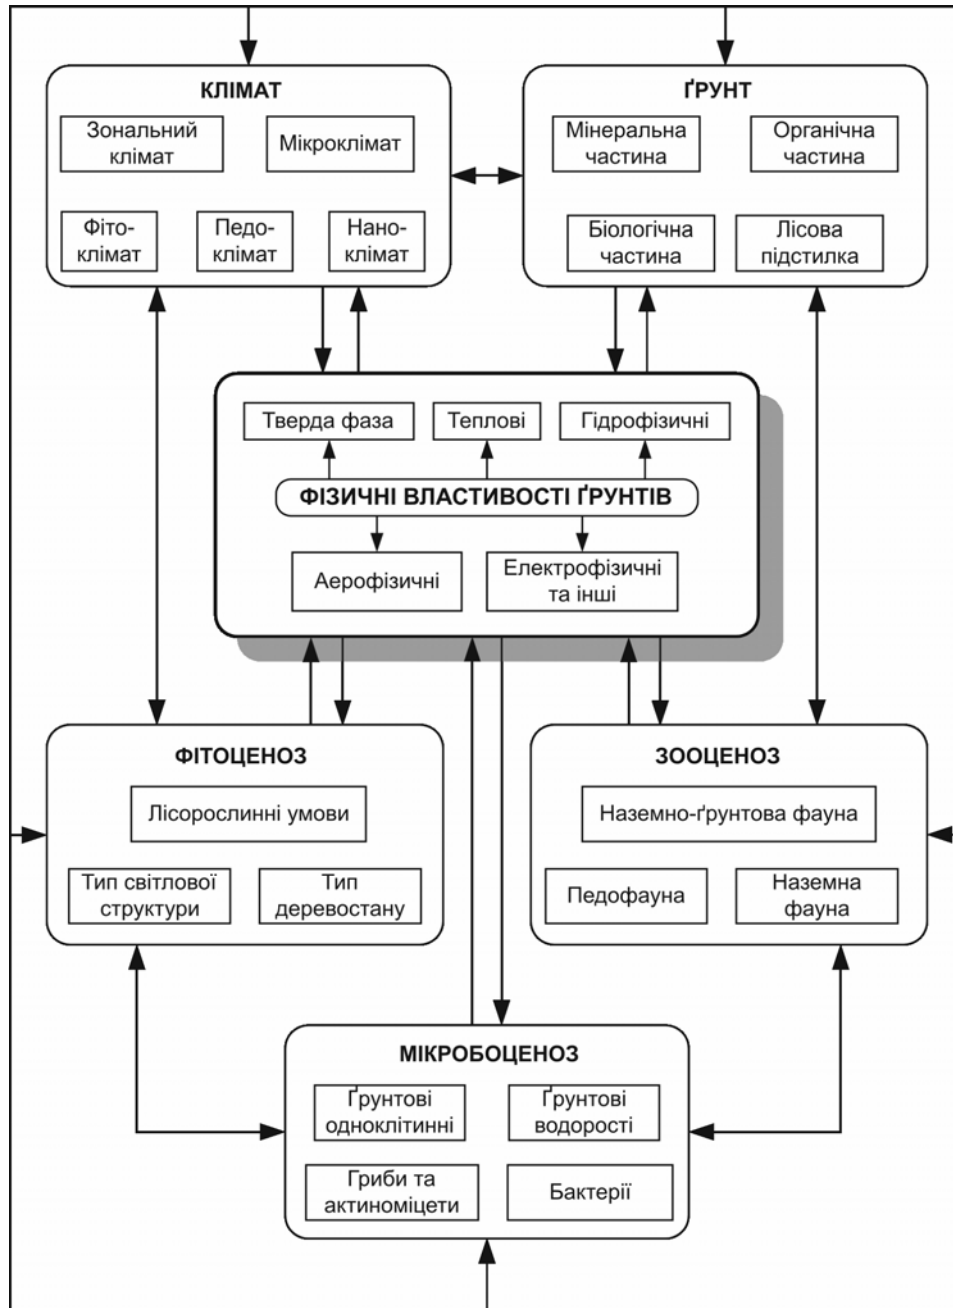 КЛІМАТ
Зональний
клімат
Мікроклімат
Фіто-
клімат
Педо-
клімат
Нано-
клімат
ҐРУНТ
Мінеральна
частина
Органічна
частина
Біологічна
частина
Лісова
підстилка
Тверда фаза
Теплові
Гідрофізичні
ФІЗИЧНІ ВЛАСТИВОСТІ ҐРУНТІВ
Аерофізичні
Електрофізичні
та інші
ФІТОЦЕНОЗ
Лісорослинні умови
Тип світлової
структури
Тип
деревостану
ЗООЦЕНОЗ
Наземно-ґрунтова фауна
Педофауна
Наземна
фауна
МІКРОБОЦЕНОЗ
Ґрунтові
одноклітинні
Ґрунтові
водорості
Гриби та
актиноміцети
Бактерії